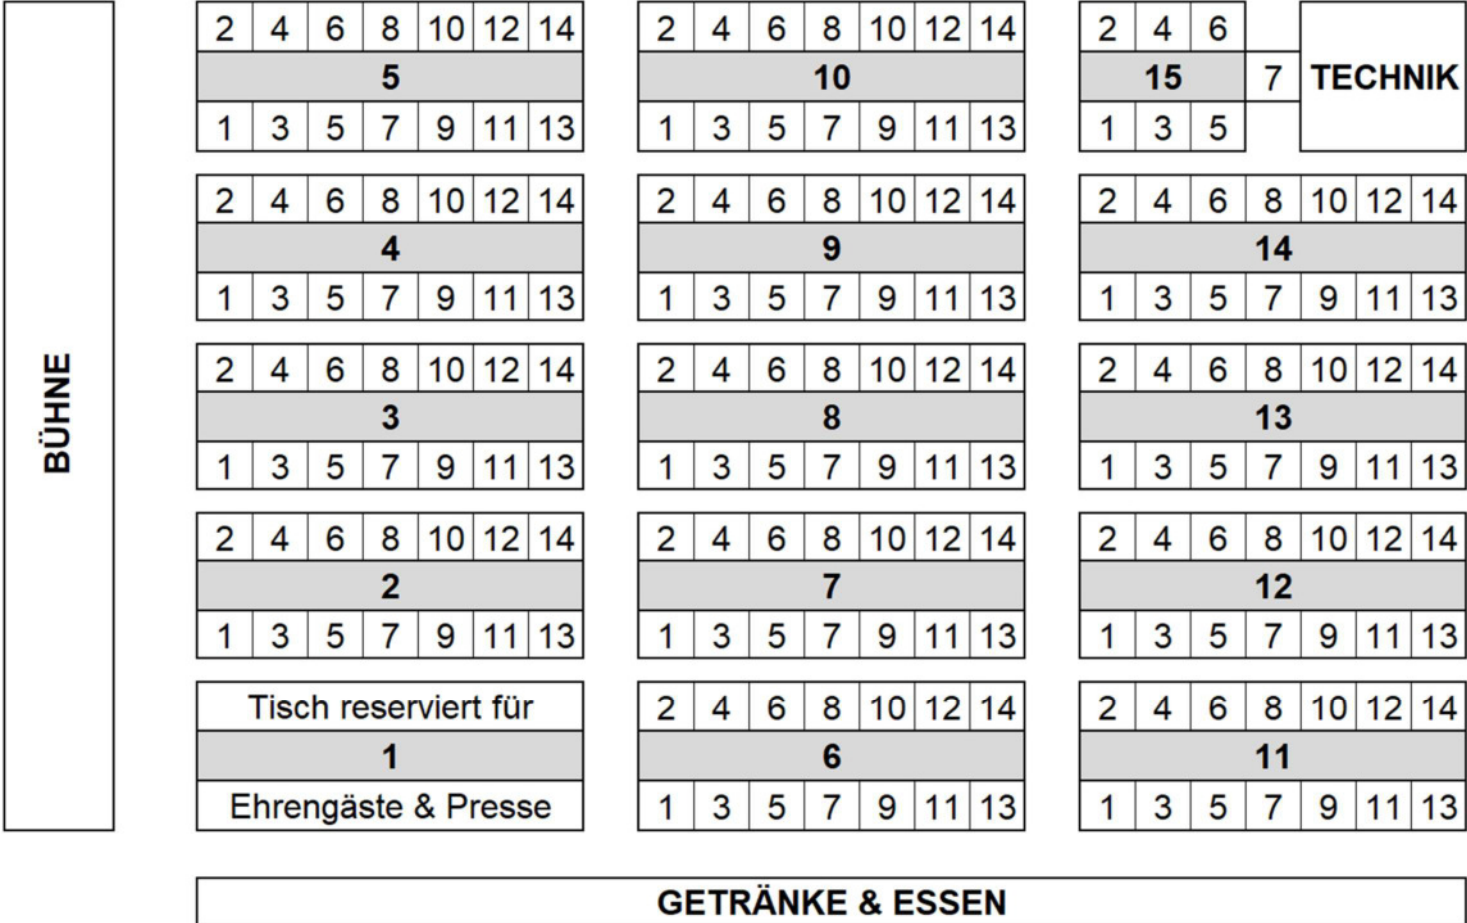 2 4 6 8 10 12 14 2 4 6 8 10 12 14 2 4 6
5 10 15 7 TECHNIK
1 3 5 7 9 11 13 1 3 5 7 9 11 13 1 3 5
2 4 6 8 10 12 14 2 4 6 8 10 12 14 2 4 6 8 10 12 14
4 9 14
1 3 5 7 9 11 13 1 3 5 7 9 11 13 1 3 5 7 9 11 13
BÜHNE
2 4 6 8 10 12 14 2 4 6 8 10 12 14 2 4 6 8 10 12 14
3 8 13
1 3 5 7 9 11 13 1 3 5 7 9 11 13 1 3 5 7 9 11 13
2 4 6 8 10 12 14 2 4 6 8 10 12 14 2 4 6 8 10 12 14
2 7 12
1 3 5 7 9 11 13 1 3 5 7 9 11 13 1 3 5 7 9 11 13
Tisch reserviert für 2 4 6 8 10 12 14 2 4 6 8 10 12 14
1 6 11
Ehrengäste & Presse 1 3 5 7 9 11 13 1 3 5 7 9 11 13
GETRÄNKE & ESSEN